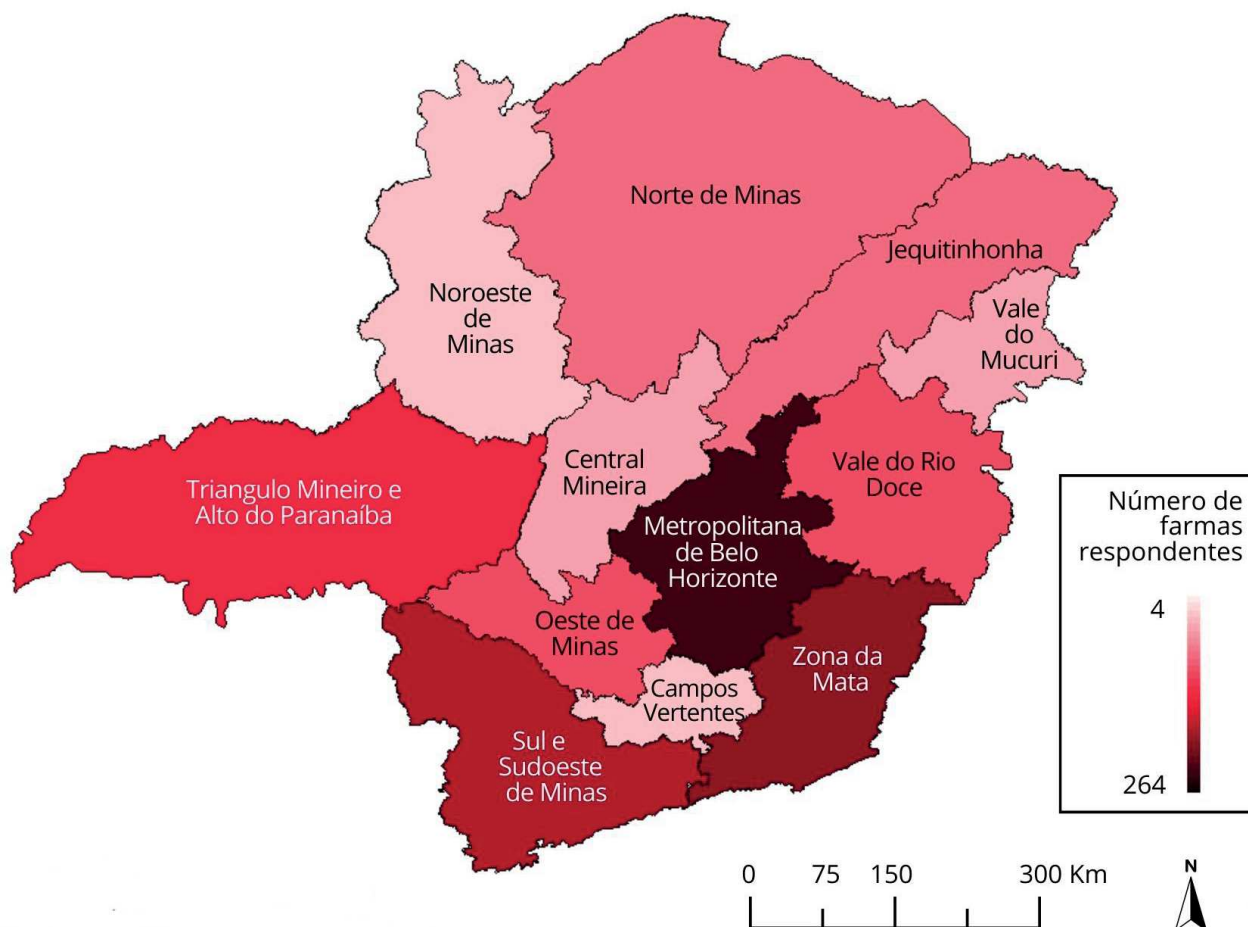 Norte de Minas
Jequitinhonha
Noroeste
de
Minas
Vale
do
Mucuri
Triangulo Mineiro e
Alto do Paranaíba
Central
Mineira
Vale do Rio
Doce
Metropolitana
de Belo
Horizonte
Oeste de
Minas
Zona da
Mata
Campos
Vertentes
Sul e
Sudoeste
de Minas
Número de
farmas
respondentes
4
264
0 75 150 300 Km
N